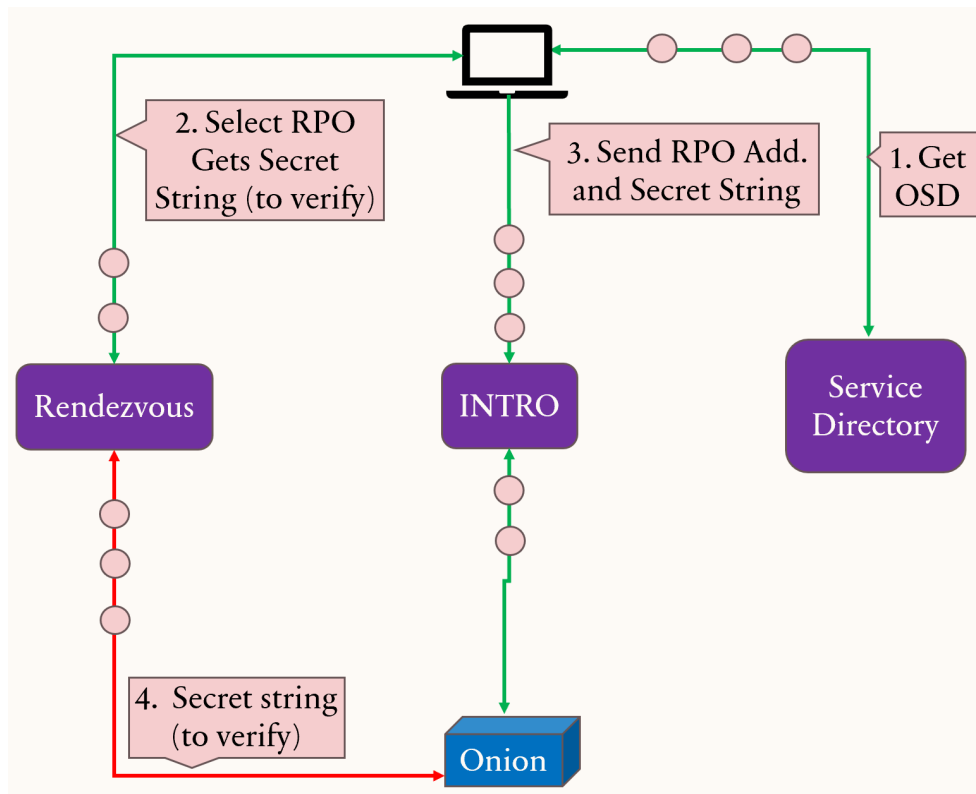 2. Select RPO
Gets Secret
String (to verify)
3. Send RPO Add.
and Secret String
1. Get
OSD
Rendezvous
INTRO
Service
Directory
4. Secret string
(to verify)
Onion